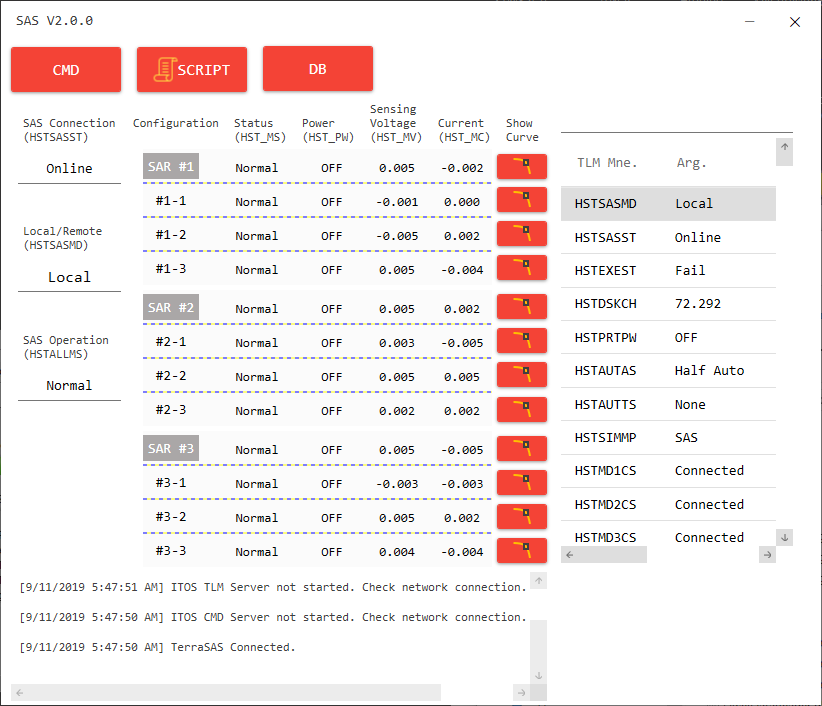 SAS V2.0.0
CMD
SCRIPT
DB
SAS Connection
(HSTSASST)
Online
Local/Remote
(HSTSASMD)
Local
SAS Operation
(HSTALLMS)
Normal
Configuration Status (HST_MS) Power (HST_PW) Sensing Voltage (HST_MV) Current (HST_MC) Show Curve
SAR #1 Normal OFF 0.005 -0.002
#1-1 Normal OFF -0.001 0.000
#1-2 Normal OFF -0.005 0.002
#1-3 Normal OFF 0.005 -0.004
SAR #2 Normal OFF 0.005 0.002
#2-1 Normal OFF 0.003 -0.005
#2-2 Normal OFF 0.005 0.005
#2-3 Normal OFF 0.002 0.002
SAR #3 Normal OFF 0.005 -0.005
#3-1 Normal OFF -0.003 -0.003
#3-2 Normal OFF 0.005 0.002
#3-3 Normal OFF 0.004 -0.004
TLM Mne. Arg.
HSTSASMD Local
HSTSASST Online
HSTEXEST Fail
HSTDSKCH 72.292
HSTPRTPW OFF
HSTAUTAS Half Auto
HSTAUTTS None
HSTSIMMP SAS
HSTMD1CS Connected
HSTMD2CS Connected
HSTMD3CS Connected
[9/11/2019 5:47:51 AM] ITOS TLM Server not started. Check network connection.
[9/11/2019 5:47:50 AM] ITOS CMD Server not started. Check network connection.
[9/11/2019 5:47:50 AM] TerraSAS Connected.